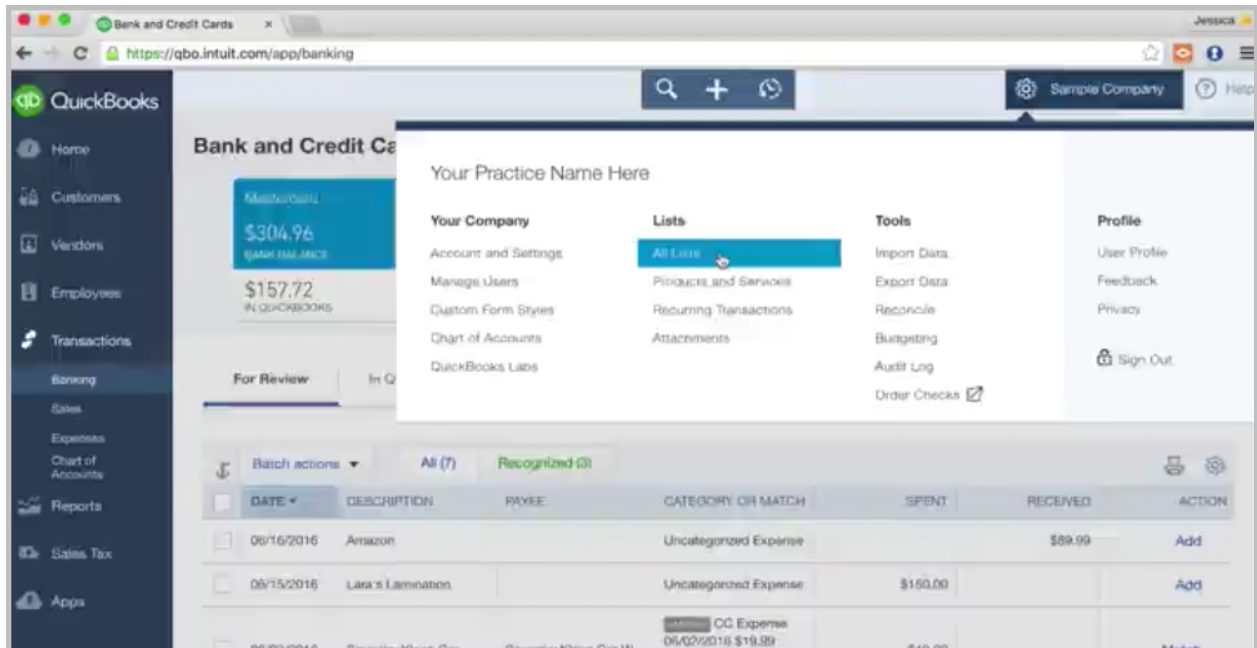 Bank and Credit Cards
Jessica
https://qbo.intuit.com/app/banking
qb QuickBooks
Sample Company
Help
Home
Customers
Vendors
Employees
Transactions
Banking
Sales
Expenses
Chart of
Accounts
Reports
Sales Tax
Apps
Bank and Credit Ca
Mastercard
$304.96
BANK BALANCE
$157.72
IN QUICKBOOKS
Your Practice Name Here
Your Company
Account and Settings
Manage Users
Custom Form Styles
Chart of Accounts
QuickBooks Labs
Lists
All Lists
Products and Services
Recurring Transactions
Attachments
Tools
Import Data
Export Data
Reconcile
Budgeting
Audit Log
Order Checks
Profile
User Profile
Feedback
Privacy
Sign Out
For Review
In Q
Batch actions
All (7)
Recognized (3)
DATE DESCRIPTION PAYEE CATEGORY OR MATCH SPENT RECEIVED ACTION
06/16/2016 Amazon Uncategorized Expense $89.99 Add
06/15/2016 Lara's Lamination Uncategorized Expense $150.00 Add
CC Expense
06/02/2016 $19.99
Match